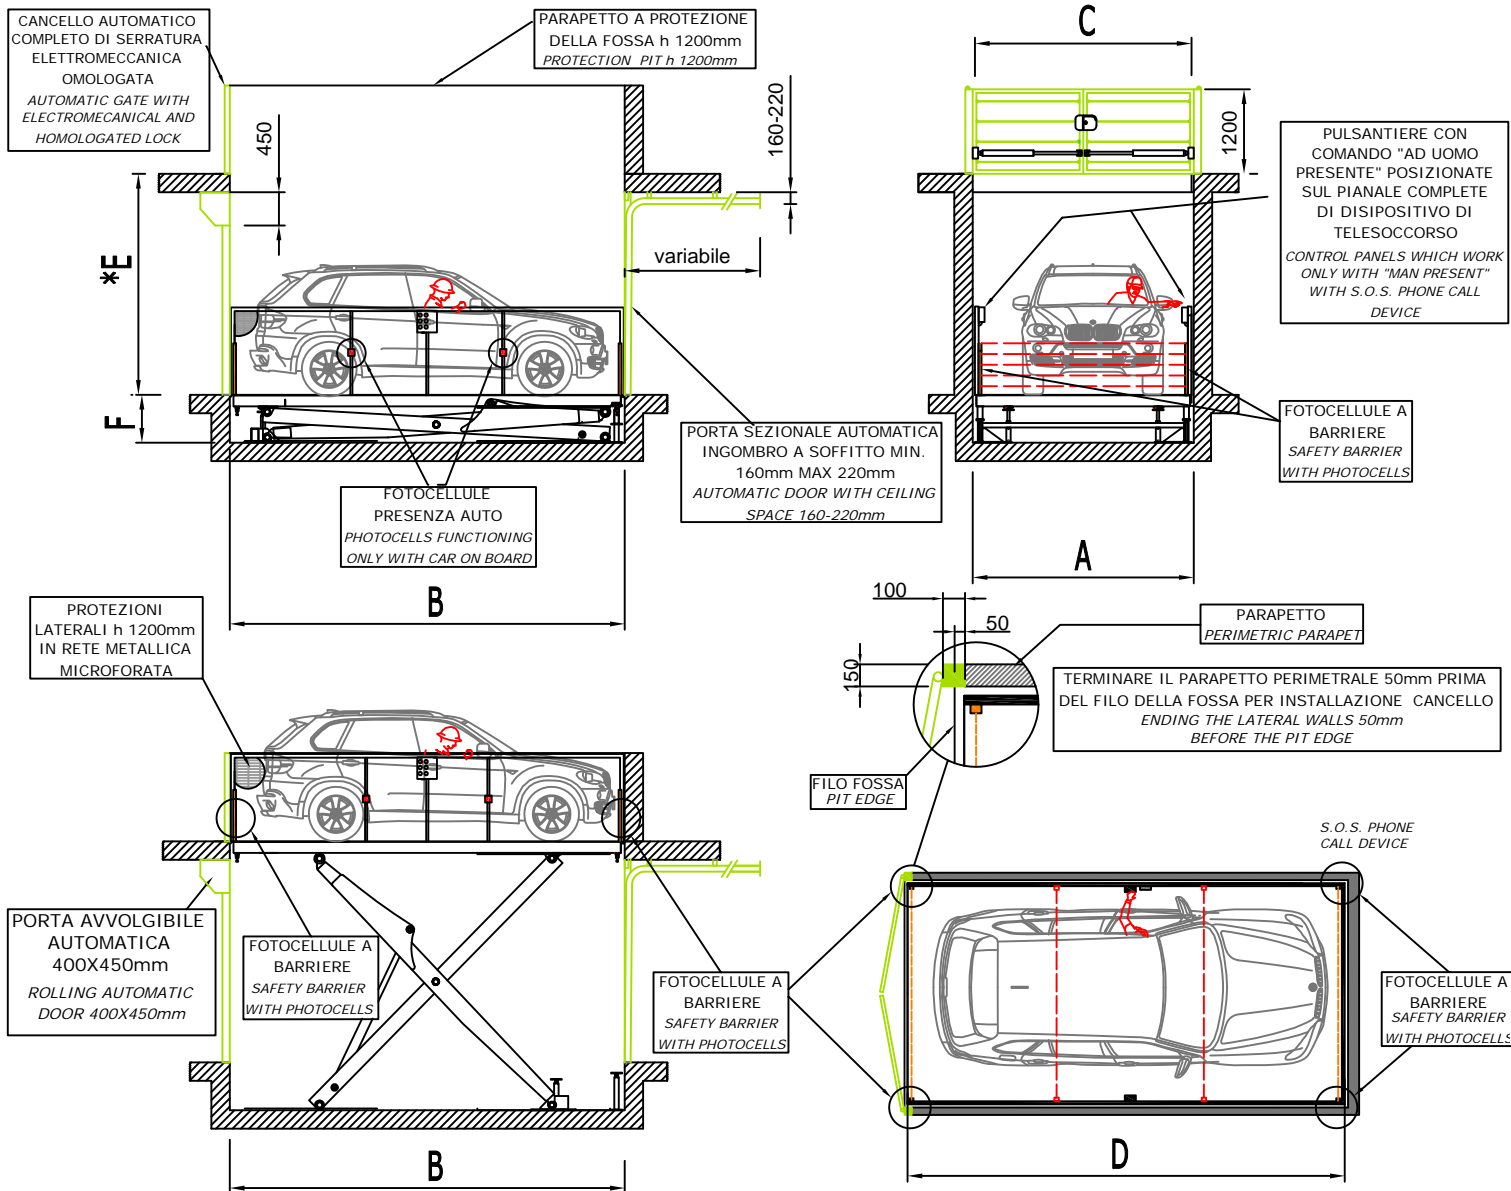 CANCELLO AUTOMATICO
COMPLETO DI SERRATURA
ELETTROMECCANICA
OMOLOGATA
AUTOMATIC GATE WITH
ELECTROMECANICAL AND
HOMOLOGATED LOCK
PARAPETTO A PROTEZIONE
DELLA FOSSA h 1200mm
PROTECTION PIT h 1200mm
C
450
160-220
1200
PULSANTIERE CON
COMANDO "AD UOMO
PRESENTE" POSIZIONATE
SUL PIANALE COMPLETE
DI DISIPOSITIVO DI
TELESOCCORSO
CONTROL PANELS WHICH WORK
ONLY WITH "MAN PRESENT"
WITH S.O.S. PHONE CALL
DEVICE
*E
variabile
F
PORTA SEZIONALE AUTOMATICA
INGOMBRO A SOFFITTO MIN.
160mm MAX 220mm
AUTOMATIC DOOR WITH CEILING
SPACE 160-220mm
FOTOCELLULE A
BARRIERE
SAFETY BARRIER
WITH PHOTOCELLS
FOTOCELLULE
PRESENZA AUTO
PHOTOCELLS FUNCTIONING
ONLY WITH CAR ON BOARD
B
A
PROTEZIONI
LATERALI h 1200mm
IN RETE METALLICA
MICROFORATA
100
50
150
PARAPETTO
PERIMETRIC PARAPET
TERMINARE IL PARAPETTO PERIMETRALE 50mm PRIMA
DEL FILO DELLA FOSSA PER INSTALLAZIONE CANCELLO
ENDING THE LATERAL WALLS 50mm
BEFORE THE PIT EDGE
FILO FOSSA
PIT EDGE
S.O.S. PHONE
CALL DEVICE
PORTA AVVOLGIBILE
AUTOMATICA
400X450mm
ROLLING AUTOMATIC
DOOR 400X450mm
FOTOCELLULE A
BARRIERE
SAFETY BARRIER
WITH PHOTOCELLS
FOTOCELLULE A
BARRIERE
SAFETY BARRIER
WITH PHOTOCELLS
FOTOCELLULE A
BARRIERE
SAFETY BARRIER
WITH PHOTOCELLS
B
D